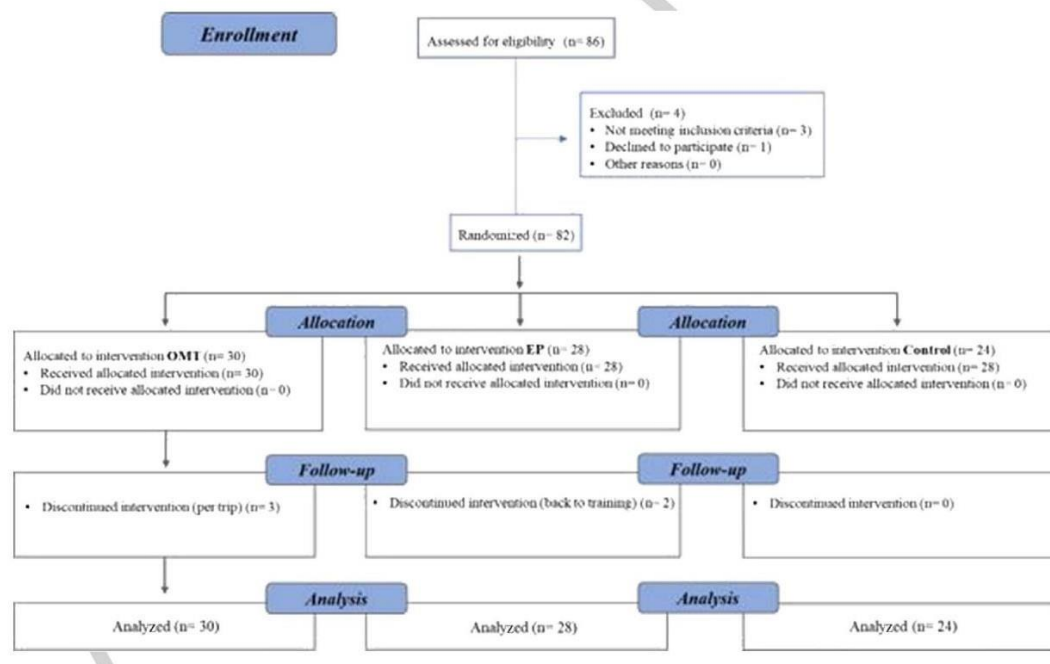 Enrollment
Assessed for eligibility (n= 86)
Excluded (n= 4)
• Not meeting inclusion criteria (n= 3)
• Declined to participate (n= 1)
• Other reasons (n= 0)
Randomized (n= 82)
Allocation
Allocation
Allocated to intervention OMT (n= 30)
• Received allocated intervention (n= 30)
• Did not receive allocated intervention (n= 0)
Allocated to intervention EP (n= 28)
• Received allocated intervention (n= 28)
• Did not receive allocated intervention (n= 0)
Allocated to intervention Control (n= 24)
• Received allocated intervention (n= 28)
• Did not receive allocated intervention (n= 0)
Follow-up
Follow-up
• Discontinued intervention (per trip) (n= 3)
• Discontinued intervention (back to training) (n= 2)
• Discontinued intervention (n= 0)
Analysis
Analysis
Analyzed (n= 30)
Analyzed (n= 28)
Analyzed (n= 24)